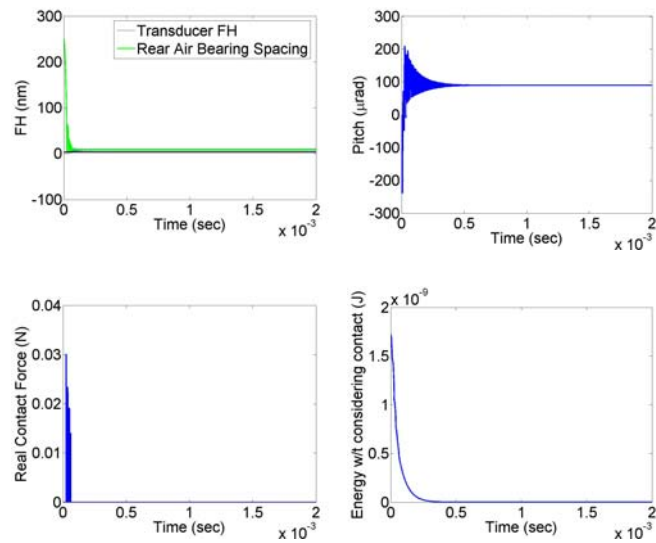 Transducer FH
Rear Air Bearing Spacing
FH (nm)
300
200
100
0
-100
0
0.5
1
1.5
2
Time (sec)
x 10⁻³
Pitch (µrad)
300
200
100
0
-100
-200
-300
0
0.5
1
1.5
2
Time (sec)
x 10⁻³
Real Contact Force (N)
0.04
0.03
0.02
0.01
0
0
0.5
1
1.5
2
Time (sec)
x 10⁻³
Energy w/t considering contact (J)
x 10⁻⁹
2
1.5
1
0.5
0
0
0.5
1
1.5
2
Time (sec)
x 10⁻³